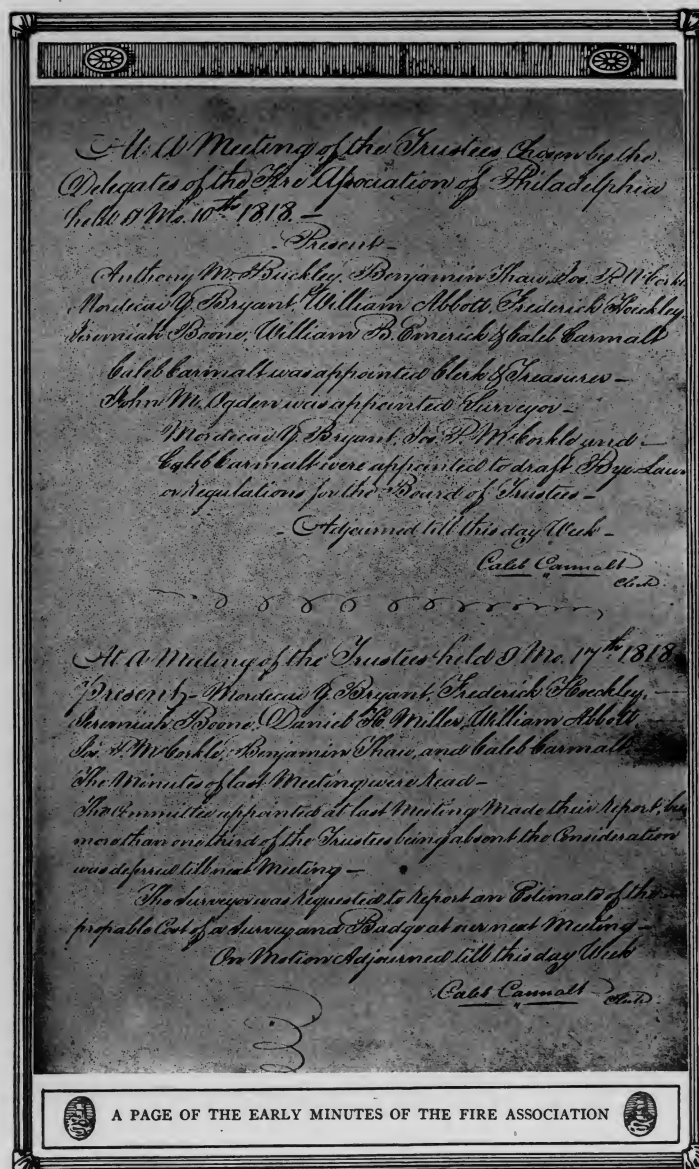 At a Meeting of the Trustees Chosen by the
Delegates of the Fire Association of Philadelphia
held 9 Mo. 10th 1818 –
– Present –
Anthony M. Buckley, Benjamin Thaw, Jos. P. McCorkle
Mordecai Y. Bryant, William Abbott, Frederick Hoeckley,
Jeremiah Boone, William B. Emerick & Caleb Carmalt
Caleb Carmalt was appointed Clerk & Treasurer –
John M. Ogden was appointed Surveyor –
Mordecai Y. Bryant, Jos. P. McCorkle and –
Caleb Carmalt were appointed to draft Bye Laws
or Regulations for the Board of Trustees –
– Adjourned till this day Week –
Caleb Carmalt
Clerk
At a Meeting of the Trustees held 9 Mo. 17th 1818
present – Mordecai Y. Bryant, Frederick Hoeckley, –
Jeremiah Boone, Daniel H. Miller, William Abbott –
Jos. P. McCorkle, Benjamin Thaw, and Caleb Carmalt
The Minutes of last Meeting were Read –
The Committee appointed at last Meeting Made their Report, but
more than one third of the Trustees being absent the Consideration
was deferred till next Meeting –
The Surveyor was requested to Report an Estimate of the –
propable Cost of a Survey and Badge at our next Meeting –
On Motion Adjourned till this day Week
Caleb Carmalt
Clerk
A PAGE OF THE EARLY MINUTES OF THE FIRE ASSOCIATION